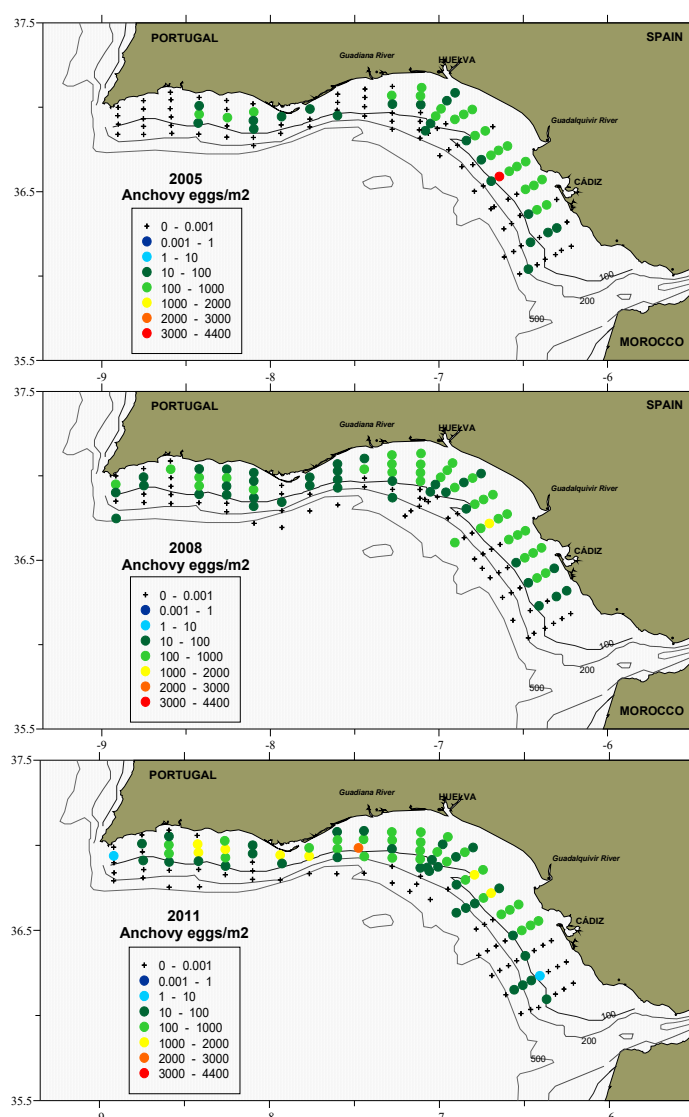 37.5
PORTUGAL
SPAIN
Guadiana River
HUELVA
Guadalquivir River
CÁDIZ
36.5
2005
Anchovy eggs/m2
0 - 0.001
0.001 - 1
1 - 10
10 - 100
100 - 1000
1000 - 2000
2000 - 3000
3000 - 4400
100
200
500
MOROCCO
35.5
-9
-8
-7
-6
37.5
PORTUGAL
SPAIN
Guadiana River
HUELVA
Guadalquivir River
CÁDIZ
36.5
2008
Anchovy eggs/m2
0 - 0.001
0.001 - 1
1 - 10
10 - 100
100 - 1000
1000 - 2000
2000 - 3000
3000 - 4400
100
200
500
MOROCCO
35.5
-9
-8
-7
-6
37.5
PORTUGAL
Guadiana River
HUELVA
Guadalquivir River
CÁDIZ
36.5
2011
Anchovy eggs/m2
0 - 0.001
0.001 - 1
1 - 10
10 - 100
100 - 1000
1000 - 2000
2000 - 3000
3000 - 4400
100
200
500
35.5
-9
-8
-7
-6